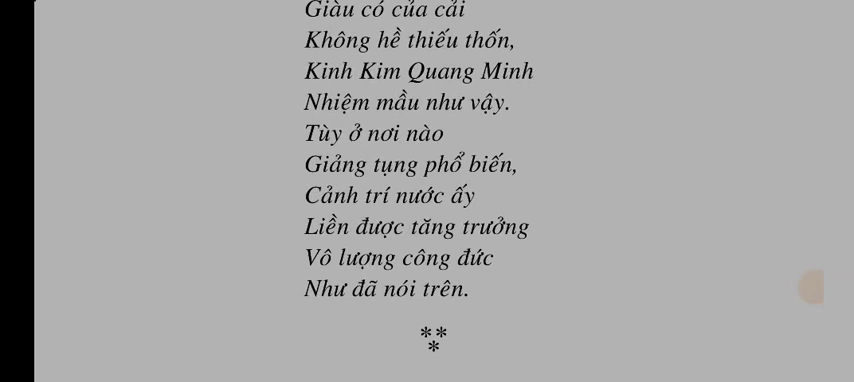 Giàu có của cải
Không hề thiếu thốn,
Kinh Kim Quang Minh
Nhiệm mầu như vậy.
Tùy ở nơi nào
Giảng tụng phổ biến,
Cảnh trí nước ấy
Liền được tăng trưởng
Vô lượng công đức
Như đã nói trên.
**
*